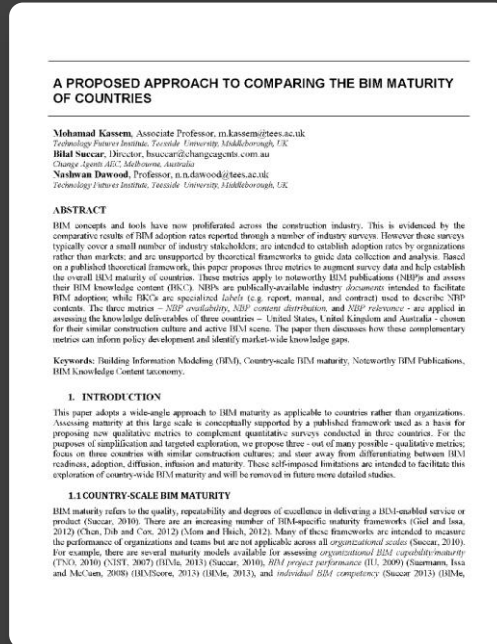 A PROPOSED APPROACH TO COMPARING THE BIM MATURITY
OF COUNTRIES
Mohamad Kassem, Associate Professor, m.kassem@tees.ac.uk
Technology Futures Institute, Teesside University, Middleborough, UK
Bilal Succar, Director, bsuccar@changeagents.com.au
Change Agents AEC, Melbourne, Australia
Nashwan Dawood, Professor, n.n.dawood@tees.ac.uk
Technology Futures Institute, Teesside University, Middleborough, UK
ABSTRACT
BIM concepts and tools have now proliferated across the construction industry. This is evidenced by the
comparative results of BIM adoption rates reported through a number of industry surveys. However these surveys
typically cover a small number of industry stakeholders; are intended to establish adoption rates by organizations
rather than markets; and are unsupported by theoretical frameworks to guide data collection and analysis. Based
on a published theoretical framework, this paper proposes three metrics to augment survey data and help establish
the overall BIM maturity of countries. These metrics apply to noteworthy BIM publications (NBPs) and assess
their BIM knowledge content (BKC). NBPs are publically-available industry documents intended to facilitate
BIM adoption; while BKCs are specialized labels (e.g. report, manual, and contract) used to describe NBP
contents. The three metrics – NBP availability, NBP content distribution, and NBP relevance - are applied in
assessing the knowledge deliverables of three countries – United States, United Kingdom and Australia - chosen
for their similar construction culture and active BIM scene. The paper then discusses how these complementary
metrics can inform policy development and identify market-wide knowledge gaps.
Keywords: Building Information Modeling (BIM), Country-scale BIM maturity, Noteworthy BIM Publications,
BIM Knowledge Content taxonomy.
1. INTRODUCTION
This paper adopts a wide-angle approach to BIM maturity as applicable to countries rather than organizations.
Assessing maturity at this large scale is conceptually supported by a published framework used as a basis for
proposing new qualitative metrics to complement quantitative surveys conducted in three countries. For the
purposes of simplification and targeted exploration, we propose three - out of many possible - qualitative metrics;
focus on three countries with similar construction cultures; and steer away from differentiating between BIM
readiness, adoption, diffusion, infusion and maturity. These self-imposed limitations are intended to facilitate this
exploration of country-wide BIM maturity and will be removed in future more detailed studies.
1.1 COUNTRY-SCALE BIM MATURITY
BIM maturity refers to the quality, repeatability and degrees of excellence in delivering a BIM-enabled service or
product (Succar, 2010). There are an increasing number of BIM-specific maturity frameworks (Giel and Issa,
2012) (Chen, Dib and Cox, 2012) (Mom and Hsieh, 2012). Many of these frameworks are intended to measure
the performance of organizations and teams but are not applicable across all organizational scales (Succar, 2010).
For example, there are several maturity models available for assessing organizational BIM capability/maturity
(TNO, 2010) (NIST, 2007) (BIMe, 2013) (Succar, 2010), BIM project performance (IU, 2009) (Suermann, Issa
and McCuen, 2008) (BIMScore, 2013) (BIMe, 2013), and individual BIM competency (Succar 2013) (BIMe,